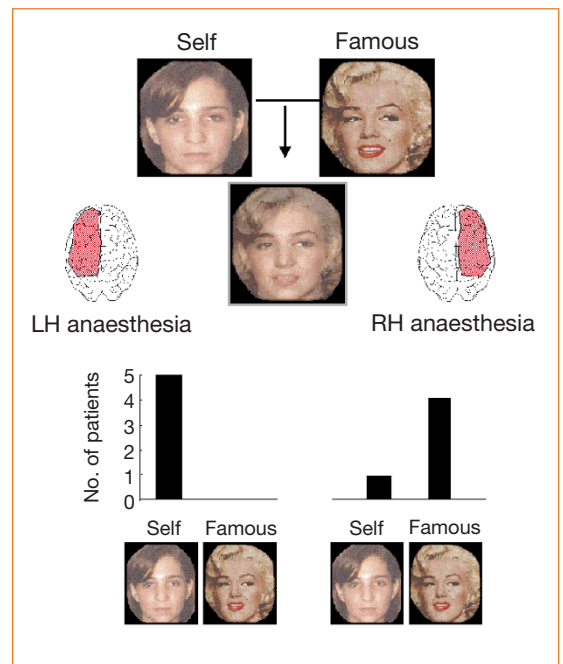 Self Famous
LH anaesthesia RH anaesthesia
No. of patients
5
4
3
2
1
0
Self Famous Self Famous